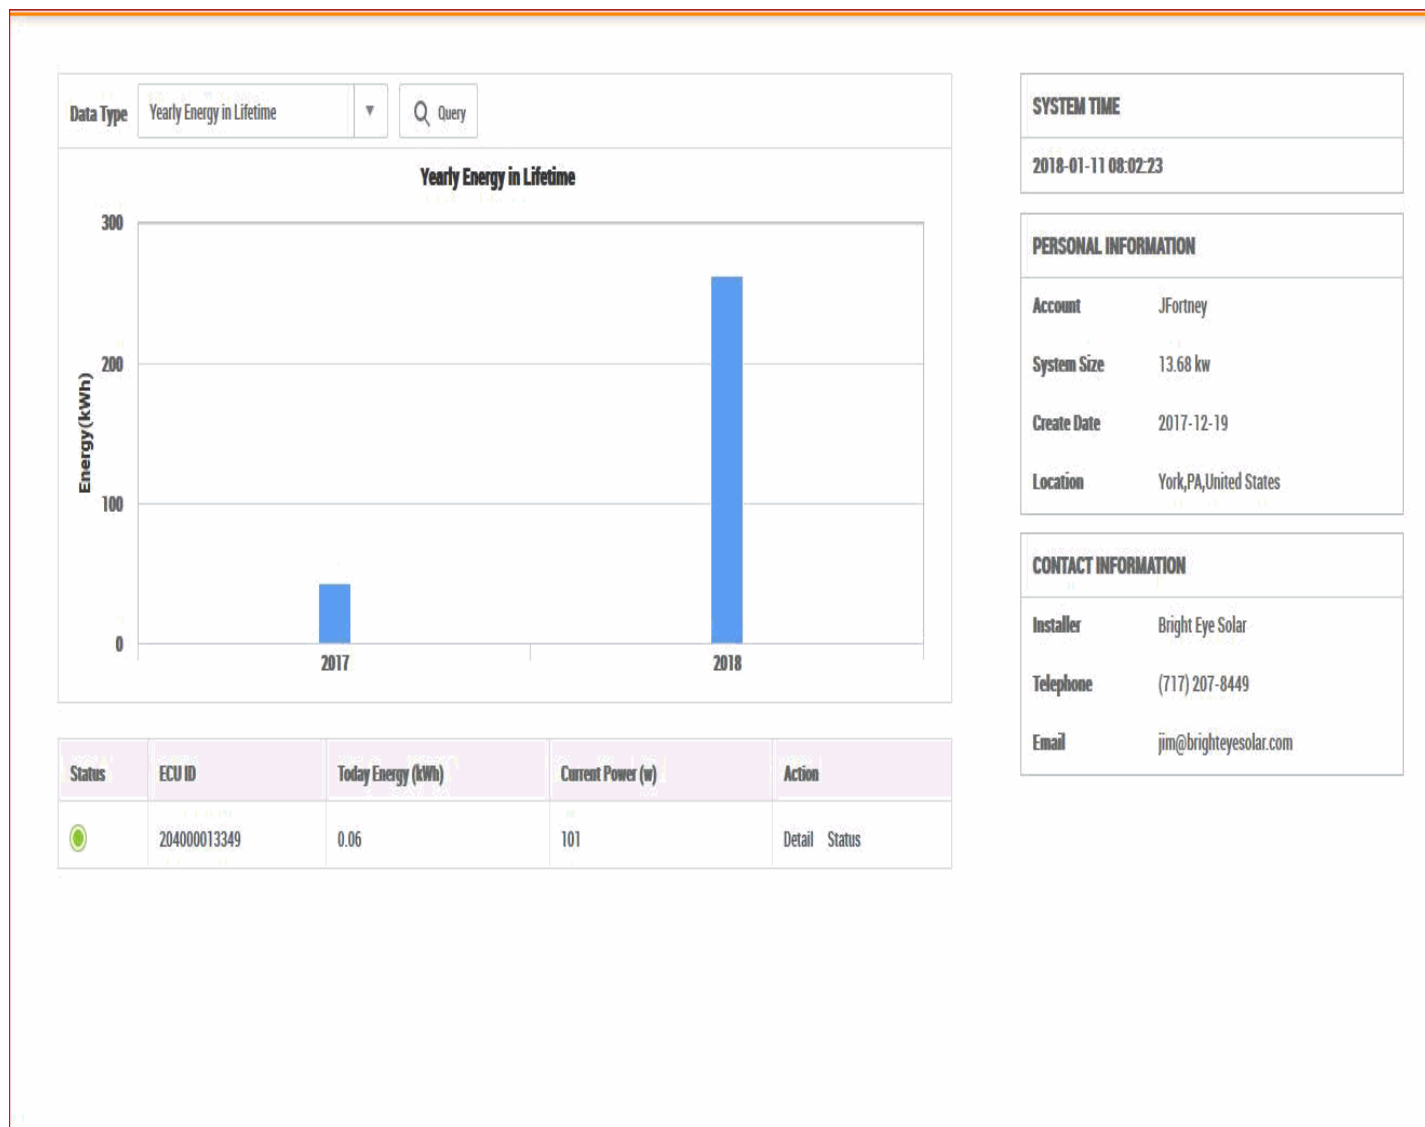 Data Type Yearly Energy in Lifetime ▼ Query
Yearly Energy in Lifetime
300
200
100
0
Energy(kWh)
2017 2018
Status ECU ID Today Energy (kWh) Current Power (w) Action
204000013349 0.06 101 Detail Status
SYSTEM TIME
2018-01-11 08:02:23
PERSONAL INFORMATION
Account JFortney
System Size 13.68 kw
Create Date 2017-12-19
Location York,PA,United States
CONTACT INFORMATION
Installer Bright Eye Solar
Telephone (717) 207-8449
Email jim@brighteyesolar.com